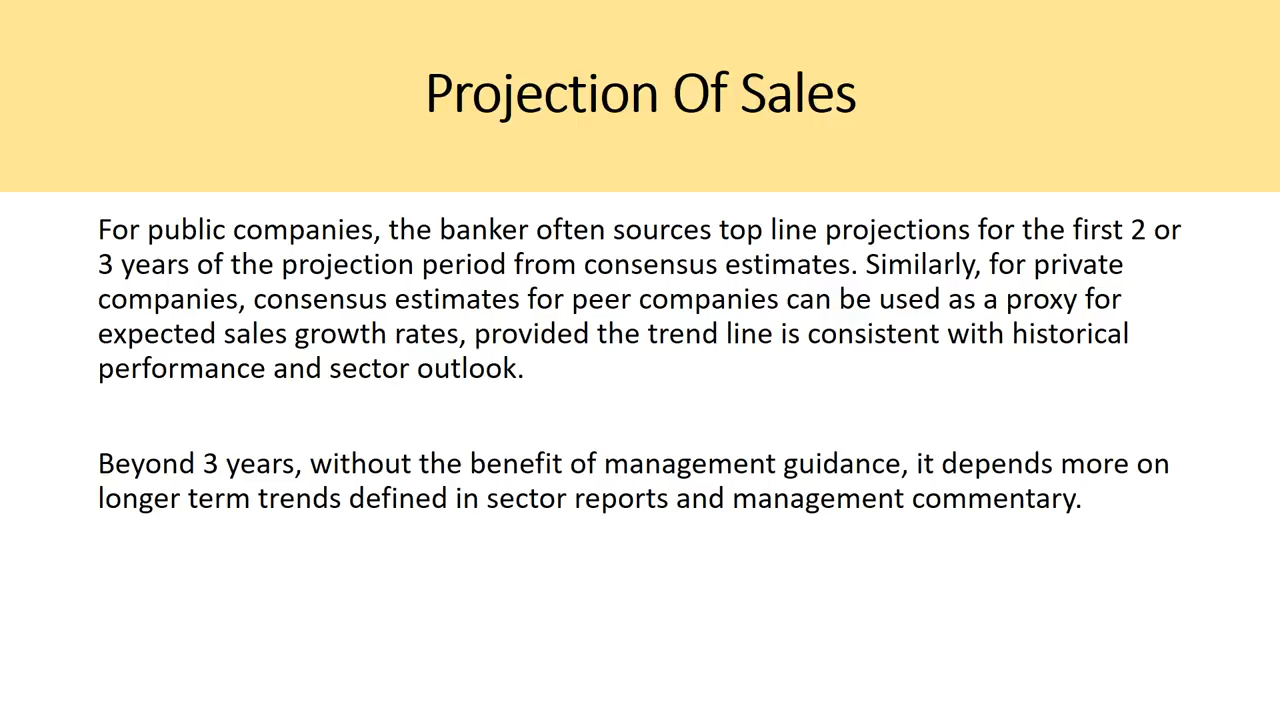 Projection Of Sales
For public companies, the banker often sources top line projections for the first 2 or
3 years of the projection period from consensus estimates. Similarly, for private
companies, consensus estimates for peer companies can be used as a proxy for
expected sales growth rates, provided the trend line is consistent with historical
performance and sector outlook.
Beyond 3 years, without the benefit of management guidance, it depends more on
longer term trends defined in sector reports and management commentary.